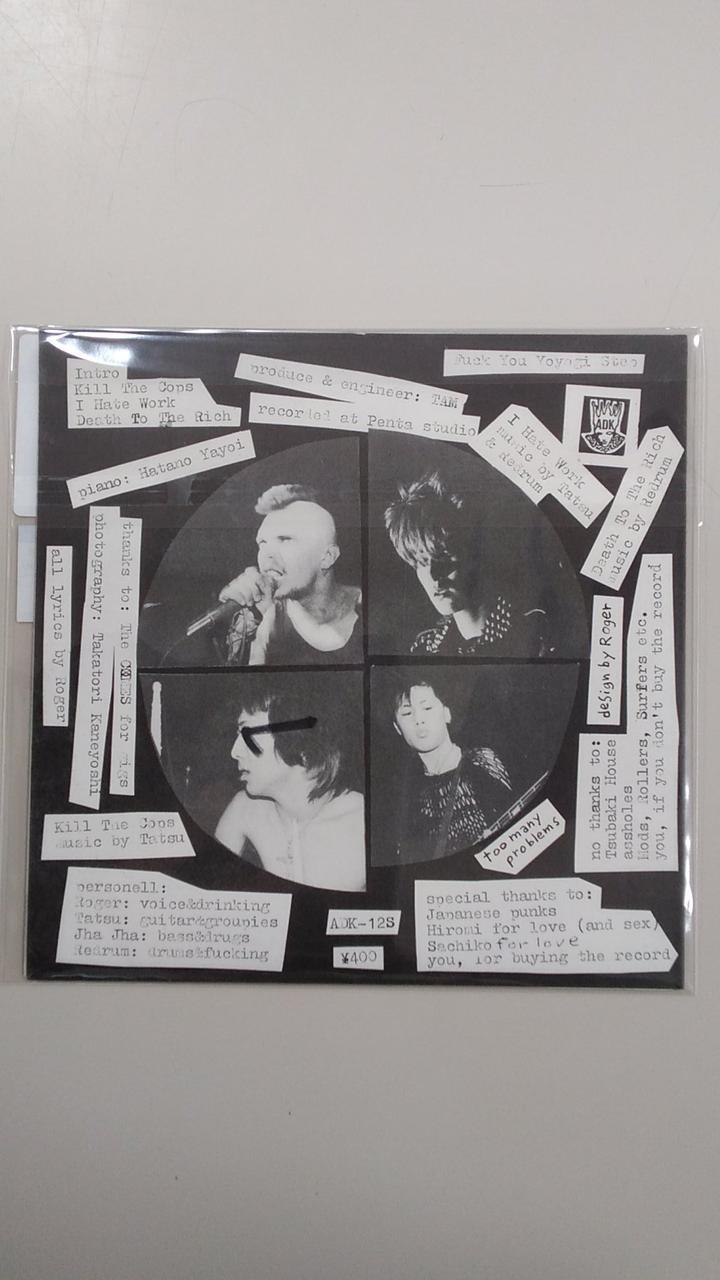 Intro
Kill The Cops
I Hate Work
Death To The Rich
produce & engineer: TAM
recorded at Penta studio
Fuck You Yoyogi Step
ADK
piano: Hatano Yayoi
I Hate Work
music by Tatsu
& Redrum
Death To The Rich
music by Redrum
all lyrics by Roger
photography: Takatori Kaneyoshi
thanks to: The for gigs
design by Roger
no thanks to:
Tsubaki House
assholes
Mods, Rollers, Surfers etc.
you, if you don't buy the record
Kill The Cops
music by Tatsu
too many
problems
personell:
Roger: voice&drinking
Tatsu: guitar&groupies
Jha Jha: bass&drugs
Redrum: drums&fucking
ADK-12S
¥400
special thanks to:
Japanese punks
Hiromi for love (and sex)
Sachiko for love
you, for buying the record